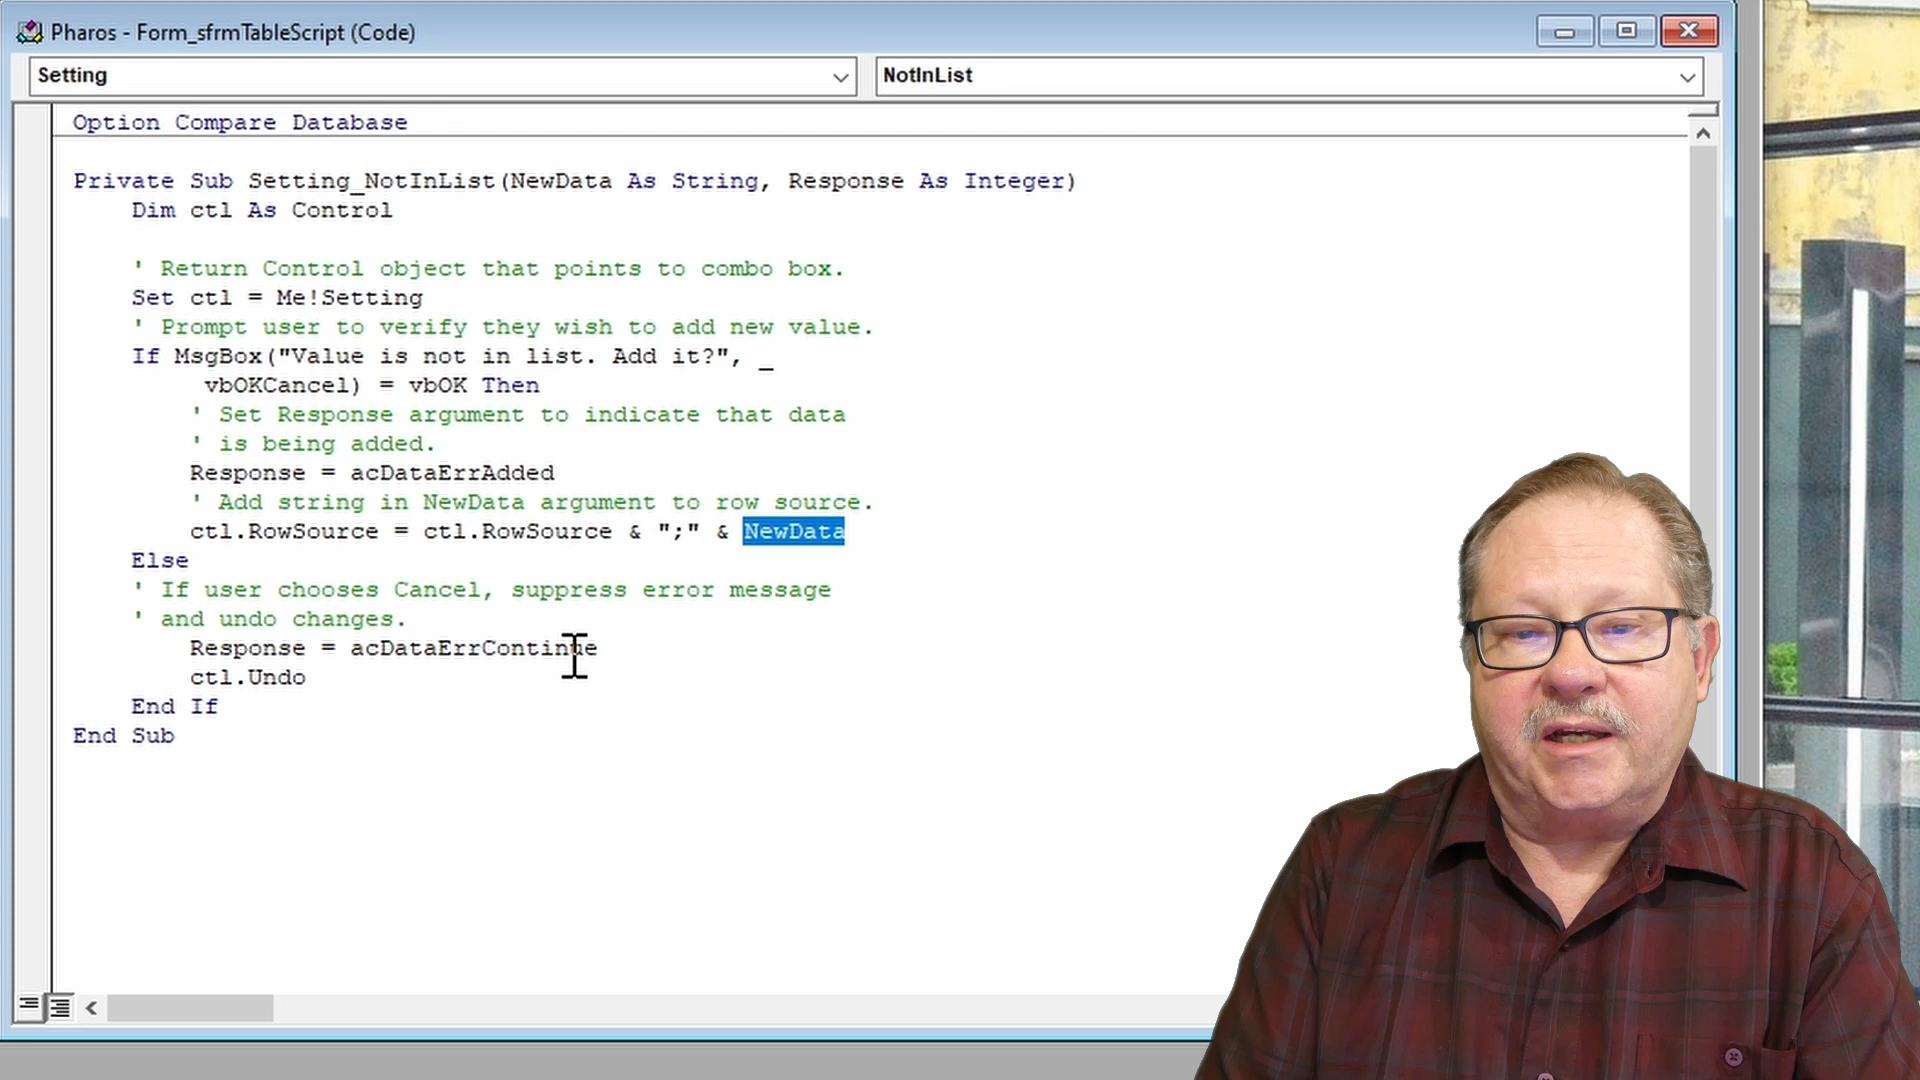 Pharos - Form_sfrmTableScript (Code)
Setting
NotInList
Option Compare Database
Private Sub Setting_NotInList(NewData As String, Response As Integer)
Dim ctl As Control
' Return Control object that points to combo box.
Set ctl = Me!Setting
' Prompt user to verify they wish to add new value.
If MsgBox("Value is not in list. Add it?", _
vbOKCancel) = vbOK Then
' Set Response argument to indicate that data
' is being added.
Response = acDataErrAdded
' Add string in NewData argument to row source.
ctl.RowSource = ctl.RowSource & ";" & NewData
Else
' If user chooses Cancel, suppress error message
' and undo changes.
Response = acDataErrContinue
ctl.Undo
End If
End Sub